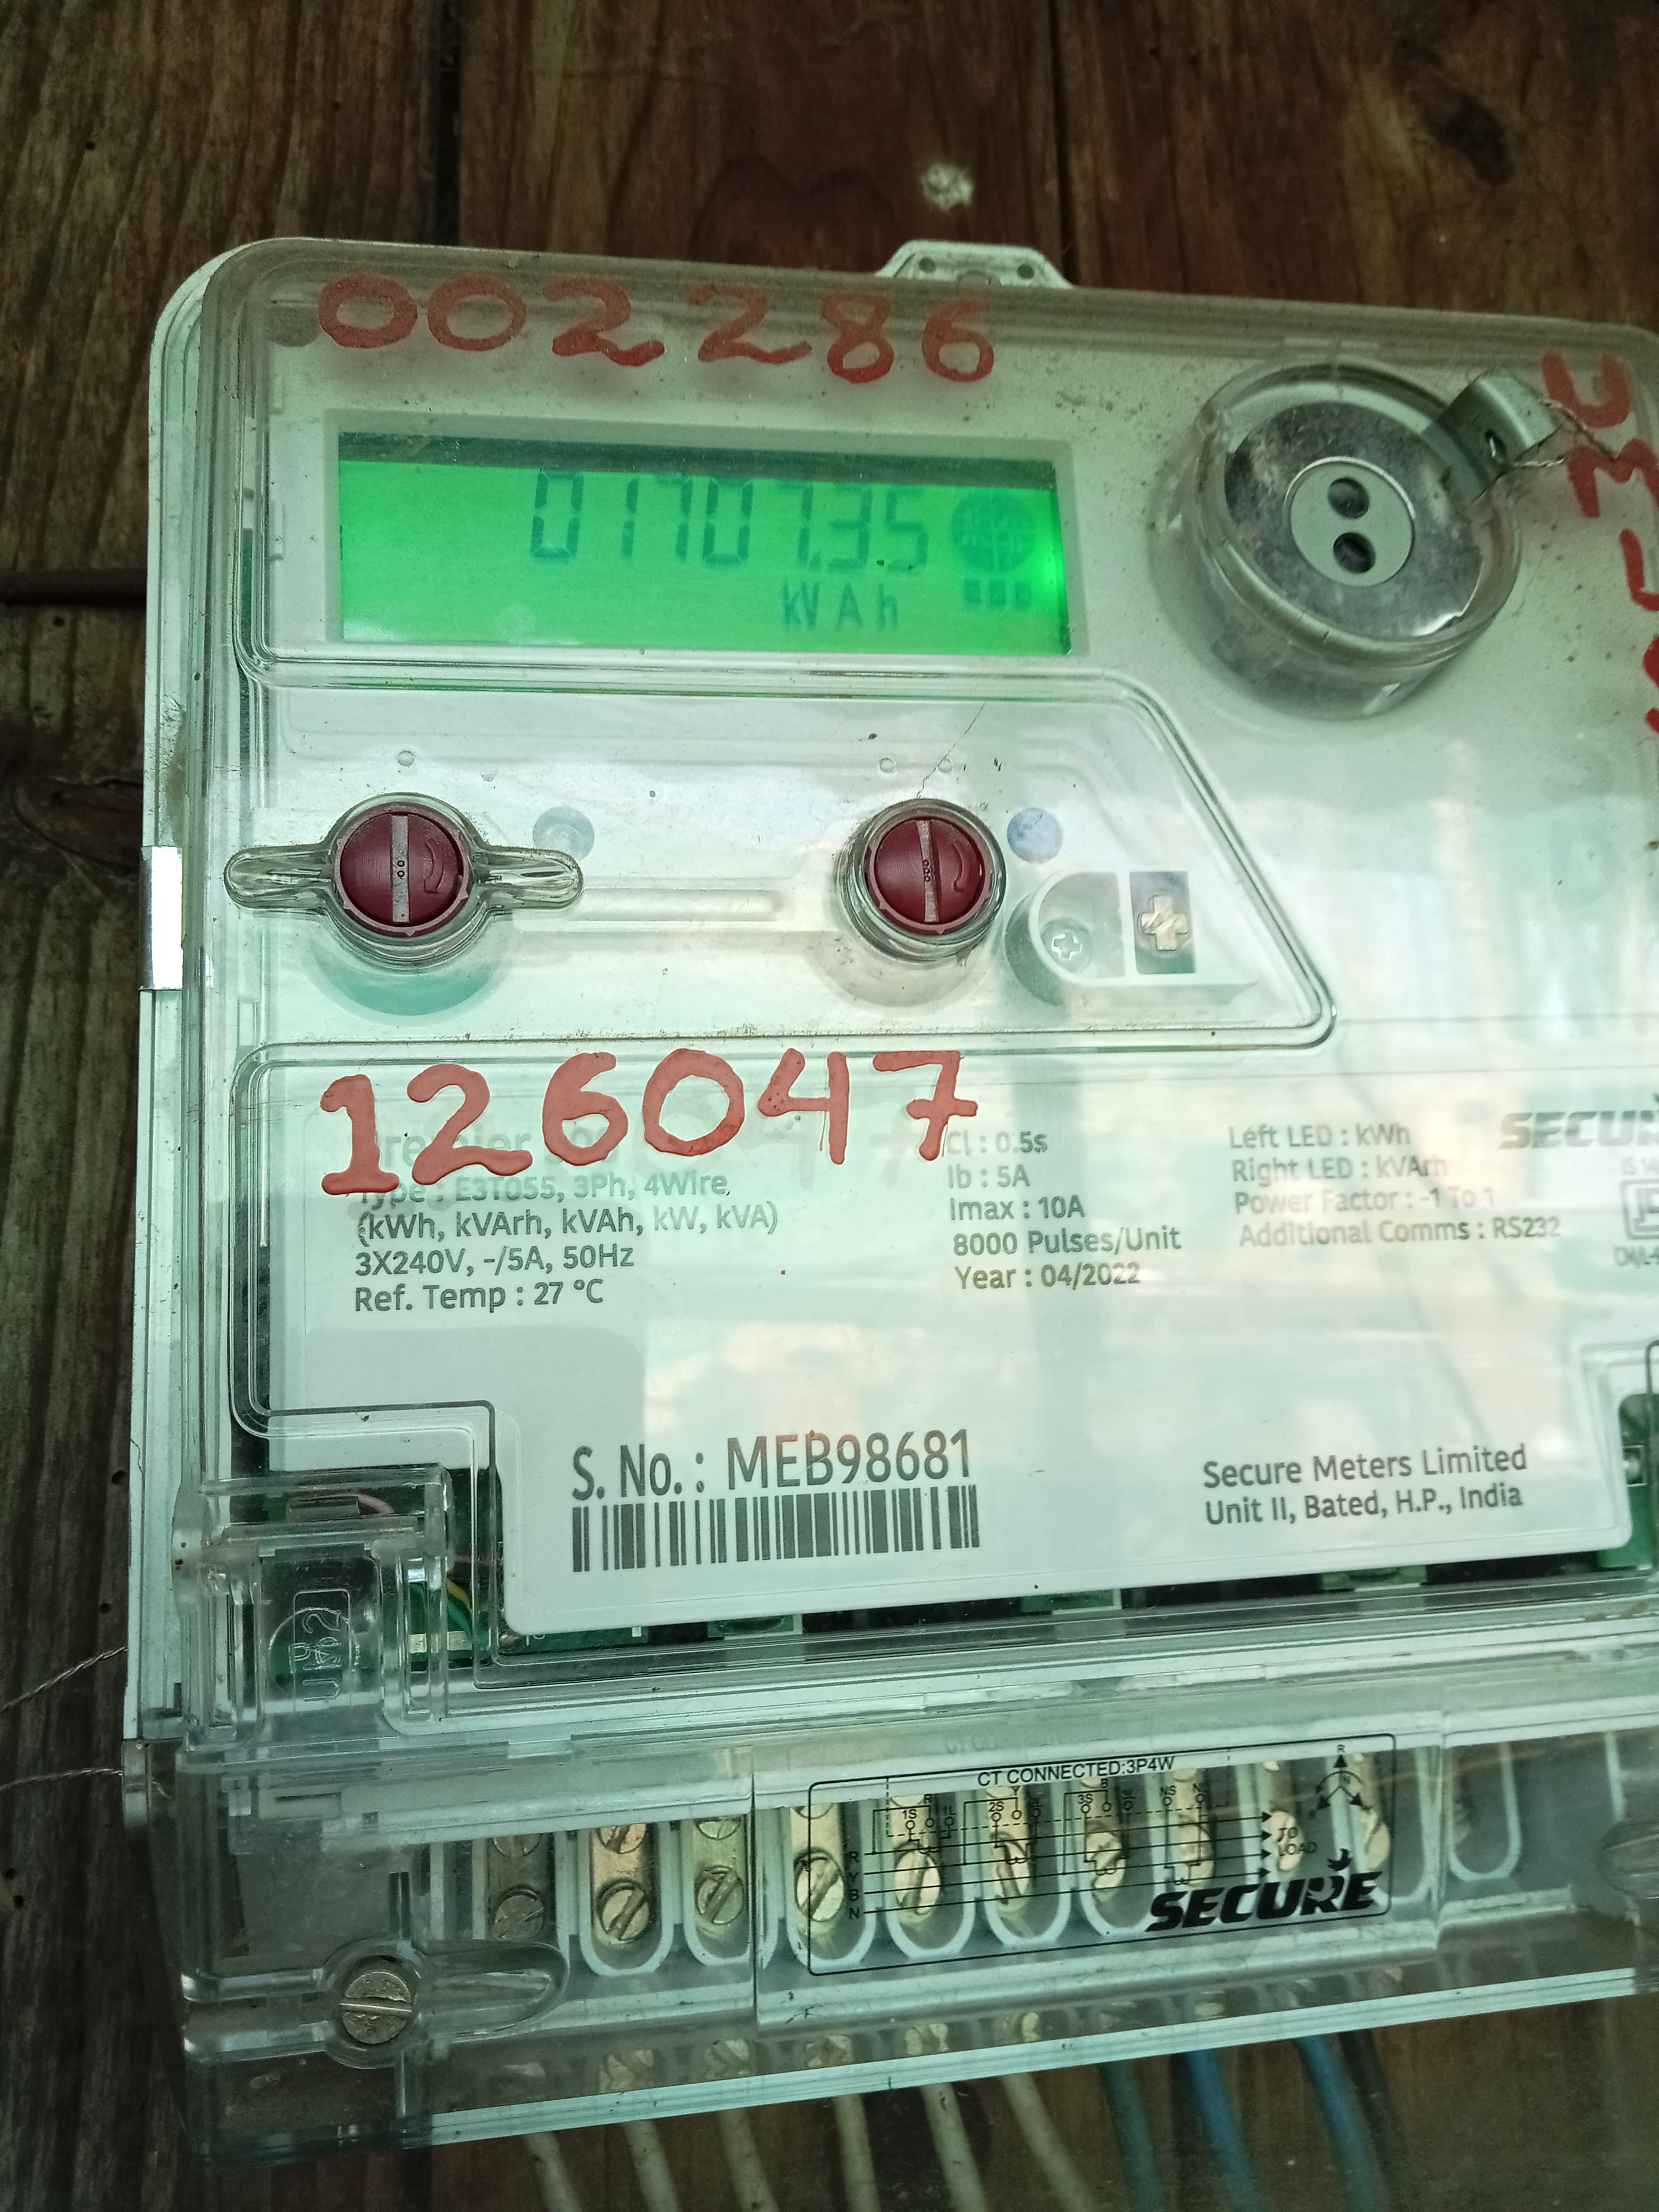 002286
01707.35
kVAh
126047
Type : E3T055, 3Ph, 4Wire,
(kWh, kVArh, kVAh, kW, kVA)
3X240V, -/5A, 50Hz
Ref. Temp : 27 °C
Cl : 0.5s
Ib : 5A
Imax : 10A
8000 Pulses/Unit
Year : 04/2022
Left LED : kWh
Right LED : kVArh
Power Factor : -1 To 1
Additional Comms : RS232
S. No. : MEB98681
Secure Meters Limited
Unit II, Bated, H.P., India
CT CONNECTED:3P4W
R
Y
B
N
TO
LOAD
SECURE